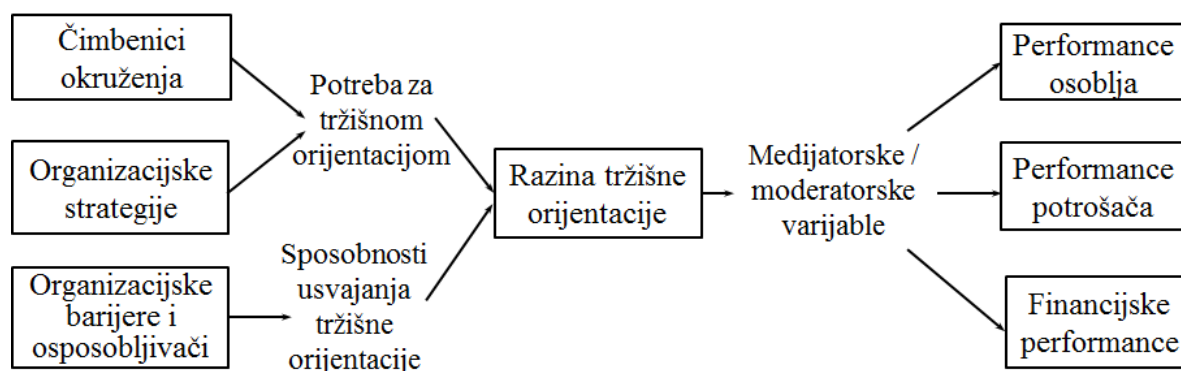 Čimbenici
okruženja
Organizacijske
strategije
Organizacijske
barijere i
osposobljivači
Potreba za
tržišnom
orijentacijom
Sposobnosti
usvajanja
tržišne
orijentacije
Razina tržišne
orijentacije
Medijatorske /
moderatorske
varijable
Performance
osoblja
Performance
potrošača
Financijske
performance